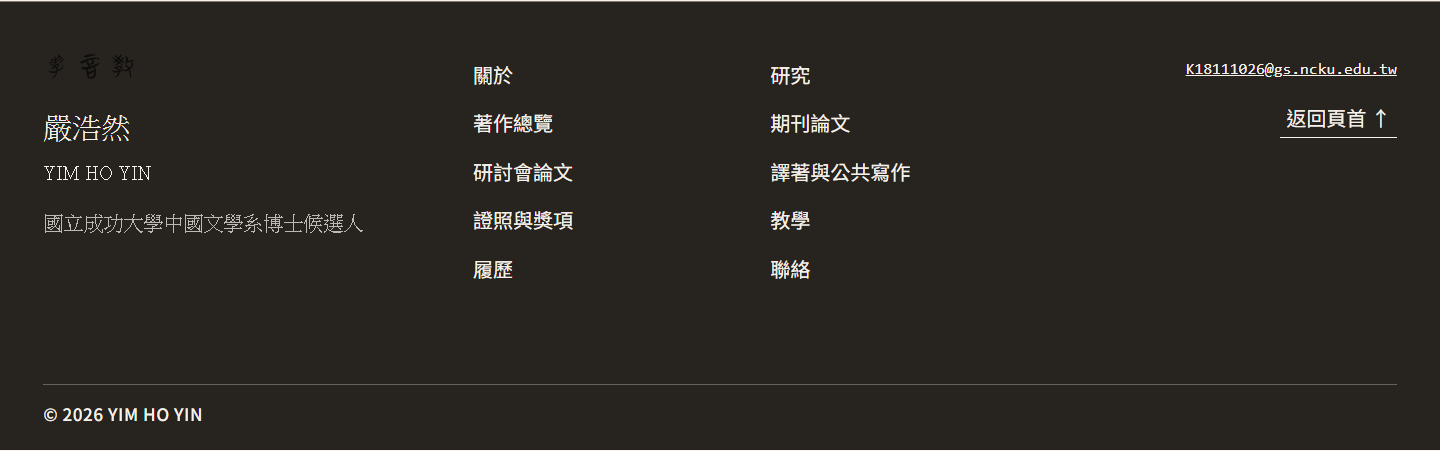 嚴浩然
YIM HO YIN
國立成功大學中國文學系博士候選人
關於
著作總覽
研討會論文
證照與獎項
履歷
研究
期刊論文
譯著與公共寫作
教學
聯絡
K18111026@gs.ncku.edu.tw
返回頁首 ↑
© 2026 YIM HO YIN